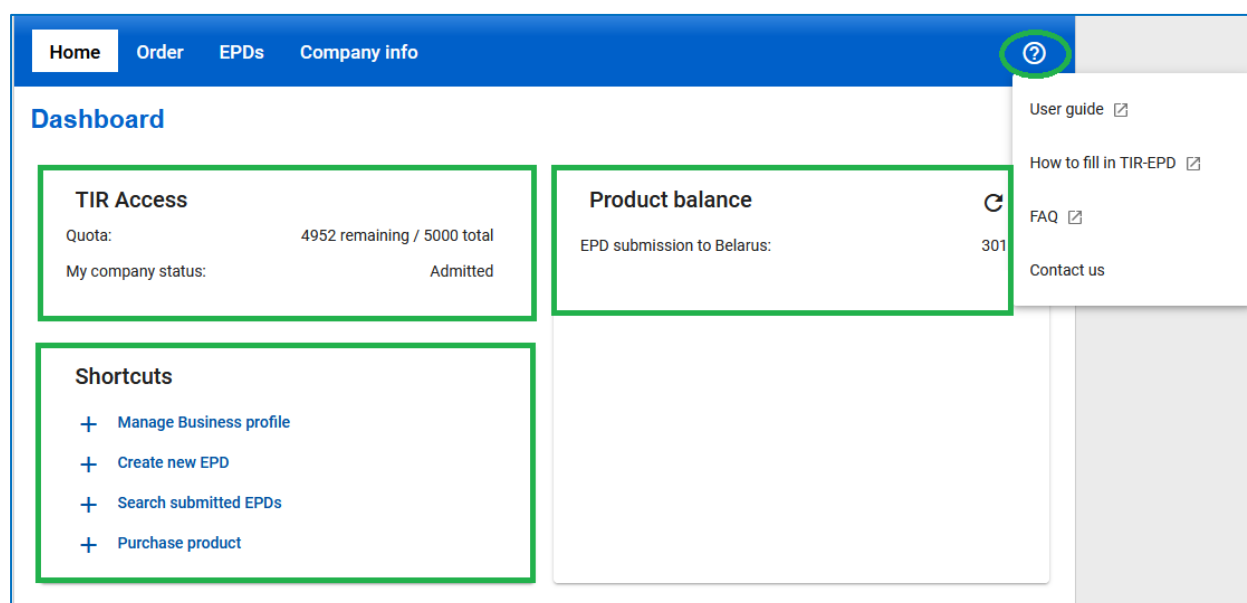 Home Order EPDs Company info
Dashboard
User guide
How to fill in TIR-EPD
FAQ
Contact us
TIR Access
Quota: 4952 remaining / 5000 total
My company status: Admitted
Product balance
EPD submission to Belarus: 301
Shortcuts
+ Manage Business profile
+ Create new EPD
+ Search submitted EPDs
+ Purchase product